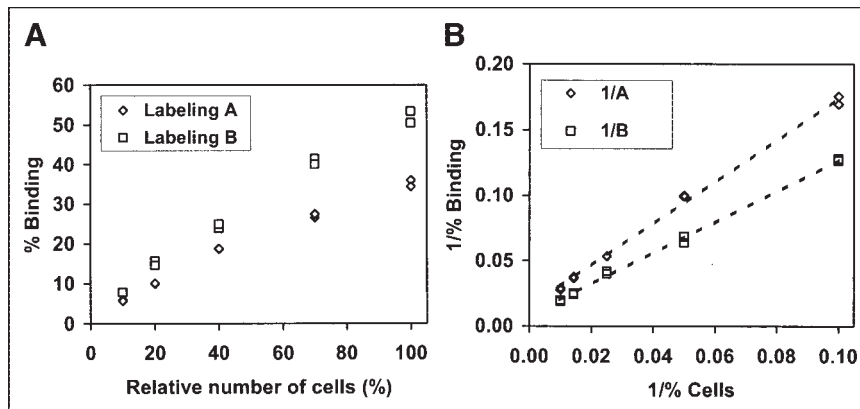 A
60
50
40
30
20
10
0
% Binding
Labeling A
Labeling B
0 20 40 60 80 100
Relative number of cells (%)
B
0.20
0.15
0.10
0.05
0.00
1/% Binding
1/A
1/B
0.00 0.02 0.04 0.06 0.08 0.10
1/% Cells